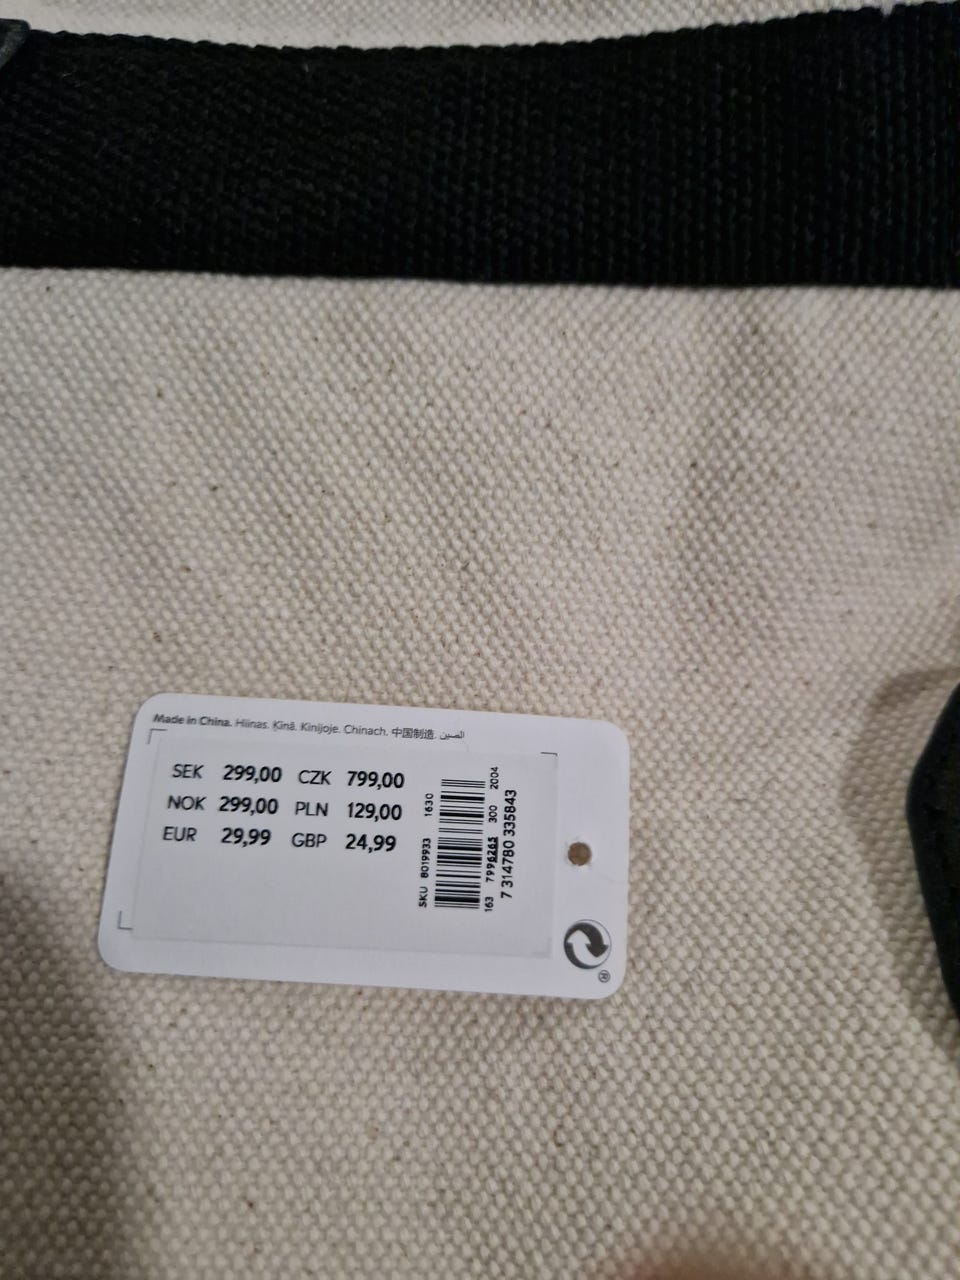 Made in China. Hiinas. Ķīnā. Kinijoje. Chinach. 中国制造. الصين
SEK 299,00 CZK 799,00
NOK 299,00 PLN 129,00
EUR 29,99 GBP 24,99
SKU 8019933 1630
163 7996265 300 2004
7 314780 335843
®